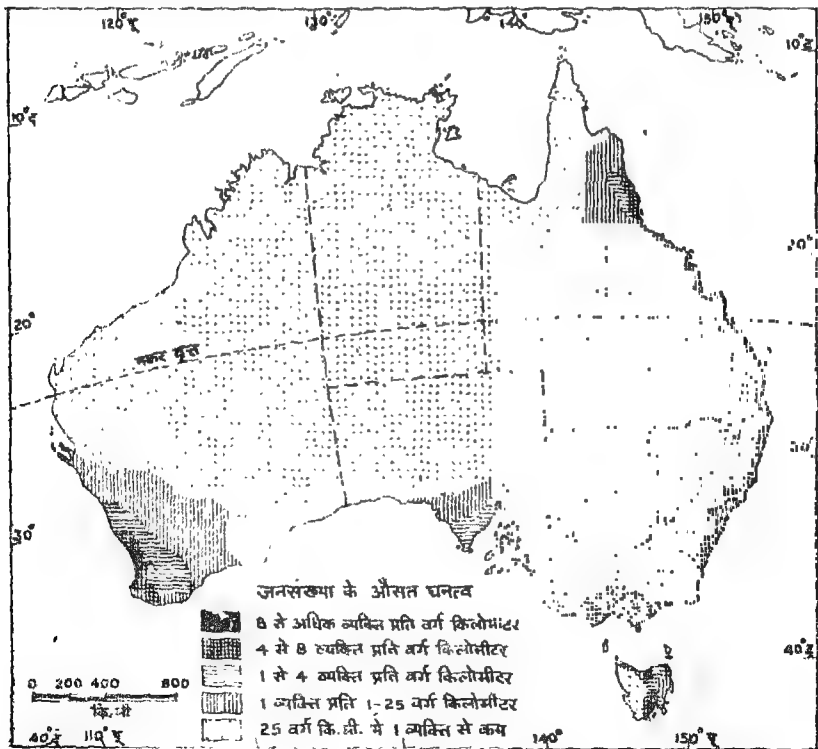 120°पू 130° 140° 150°पू
10°द
10°द
20°
20°
मकर वृत्त
30°
30°
जनसंख्या के औसत घनत्व
8 से अधिक व्यक्ति प्रति वर्ग किलोमीटर
4 से 8 व्यक्ति प्रति वर्ग किलोमीटर
1 से 4 व्यक्ति प्रति वर्ग किलोमीटर
40°द
0 200 400 800
कि.मी
1 व्यक्ति प्रति 1-25 वर्ग किलोमीटर
25 वर्ग कि.मी. मे 1 व्यक्ति से कम
40°द 110°पू 140° 150°पू